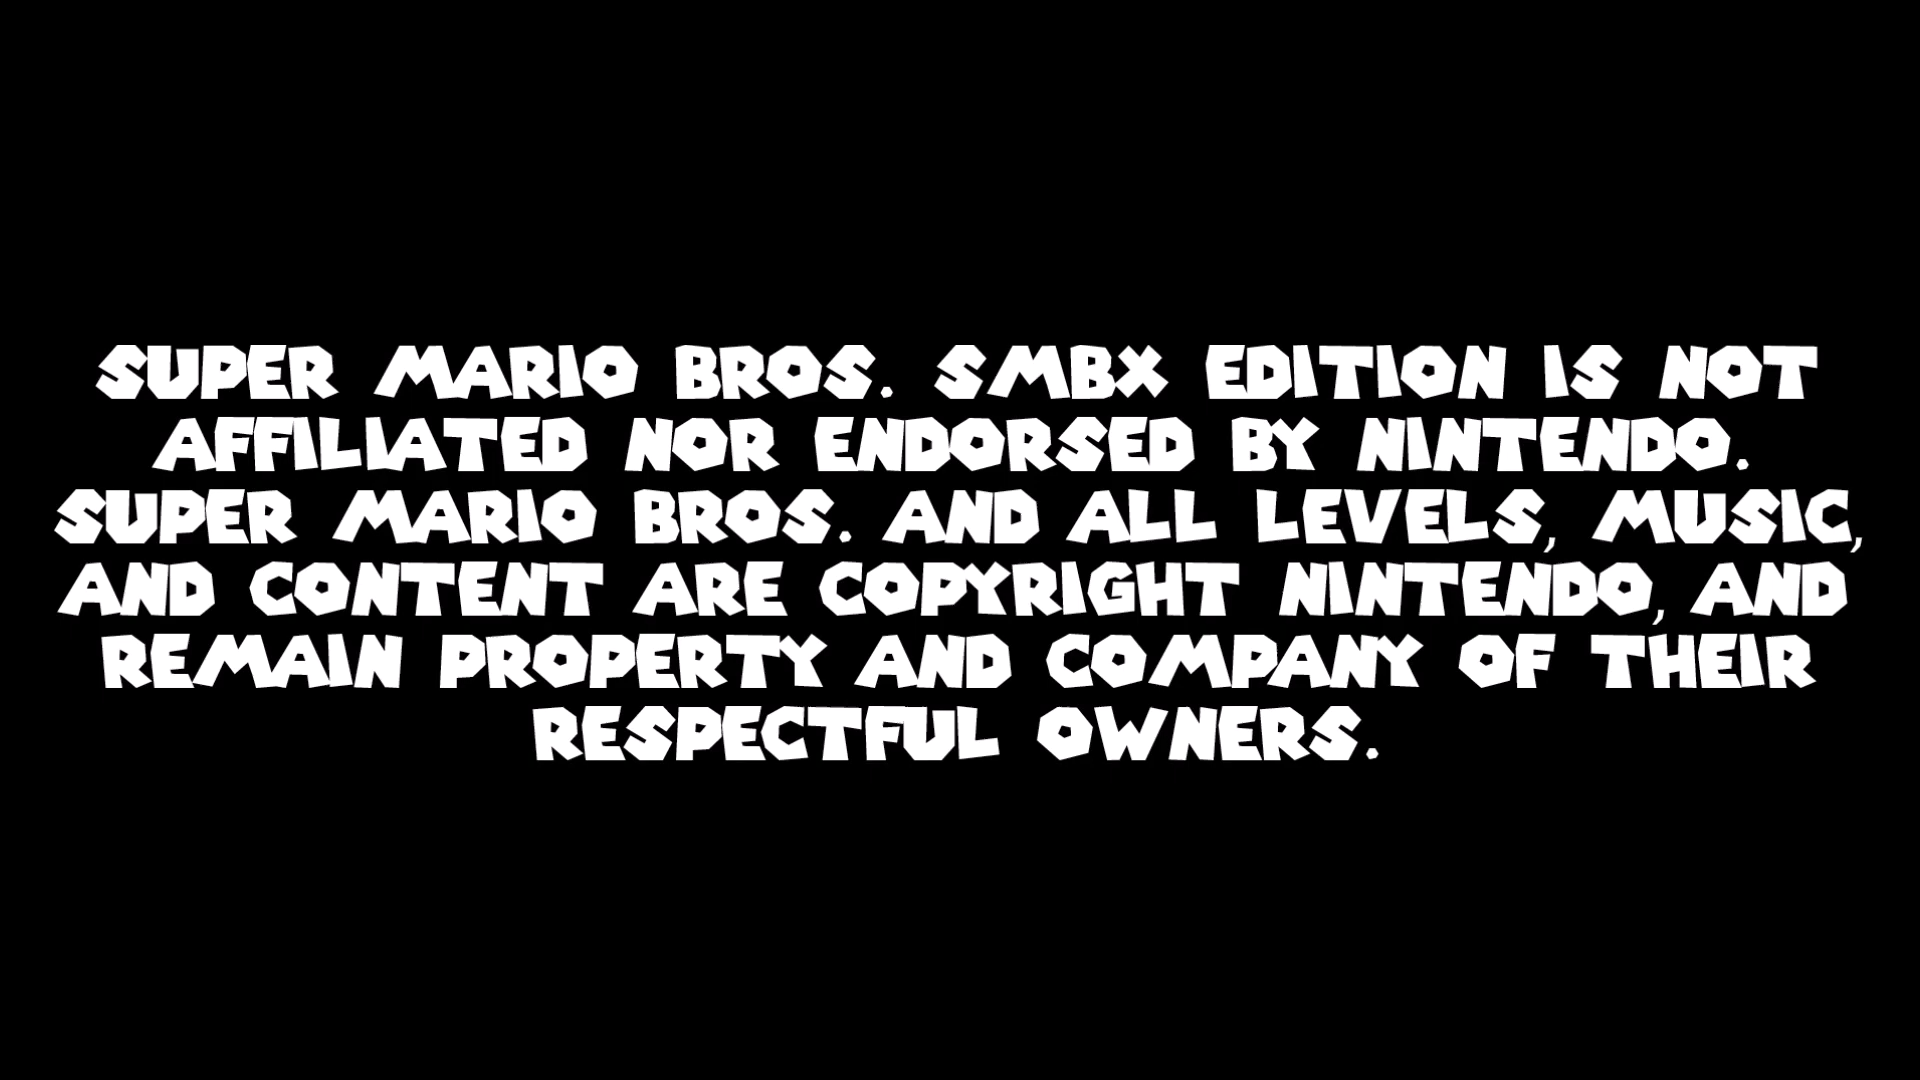 SUPER MARIO BROS. SMBX EDITION IS NOT
AFFILIATED NOR ENDORSED BY NINTENDO.
SUPER MARIO BROS. AND ALL LEVELS, MUSIC,
AND CONTENT ARE COPYRIGHT NINTENDO, AND
REMAIN PROPERTY AND COMPANY OF THEIR
RESPECTFUL OWNERS.